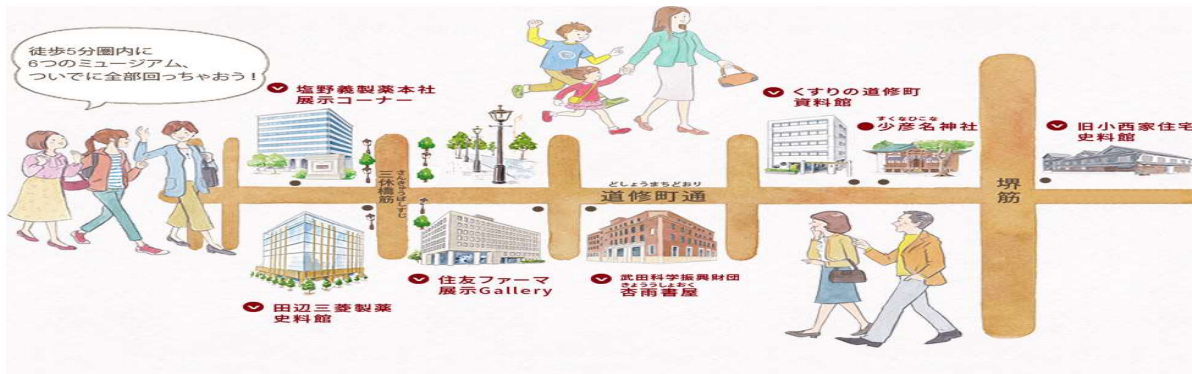 徒歩5分圏内に
6つのミュージアム、
ついでに全部回っちゃおう！
塩野義製薬本社
展示コーナー
くすりの道修町
資料館
すくなひこな
少彦名神社
旧小西家住宅
史料館
さんきゅうばしすじ
三休橋筋
どしょうまちどおり
道修町通
堺筋
田辺三菱製薬
史料館
住友ファーマ
展示Gallery
武田科学振興財団
きょううしょおく
杏雨書屋